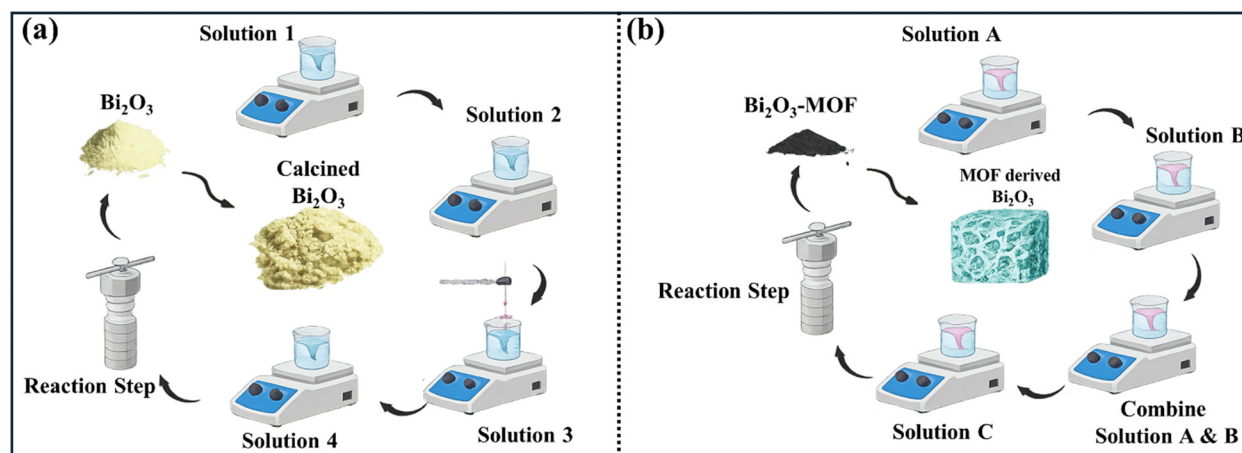 (a)
Solution 1
Bi₂O₃
Solution 2
Calcined
Bi₂O₃
Reaction Step
Solution 4
Solution 3
(b)
Solution A
Bi₂O₃-MOF
Solution B
MOF derived
Bi₂O₃
Reaction Step
Solution C
Combine
Solution A & B